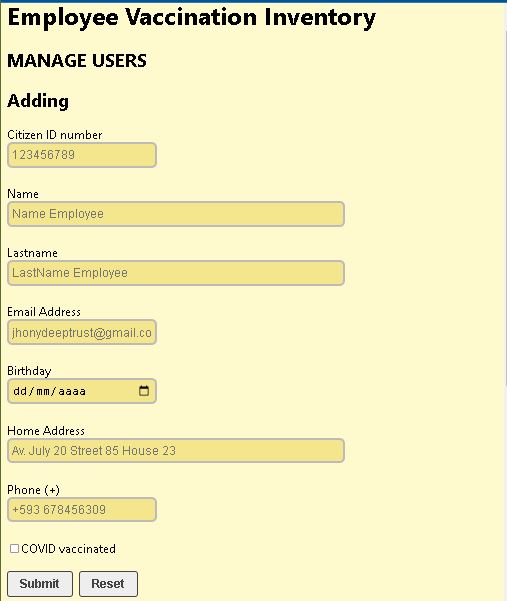 Employee Vaccination Inventory
MANAGE USERS
Adding
Citizen ID number
123456789
Name
Name Employee
Lastname
LastName Employee
Email Address
jhonydeeptrust@gmail.co
Birthday
dd/mm/aaaa
Home Address
Av. July 20 Street 85 House 23
Phone (+)
+593 678456309
COVID vaccinated
Submit Reset